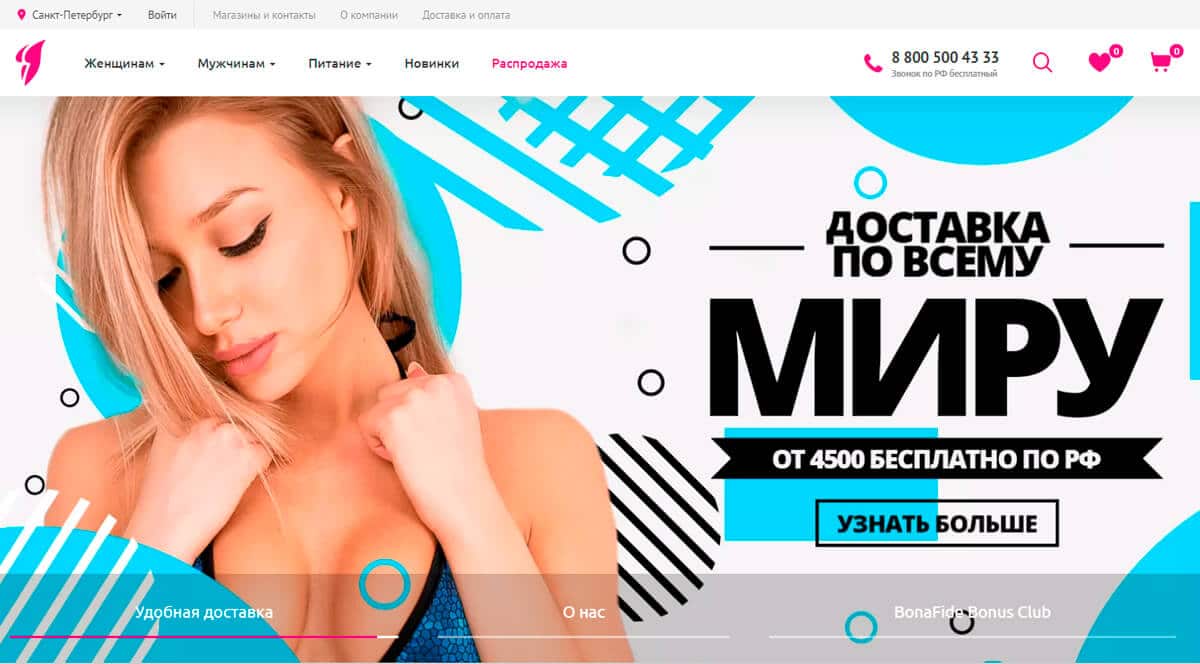 Санкт-Петербург Войти Магазины и контакты О компании Доставка и оплата
Женщинам Мужчинам Питание Новинки Распродажа
8 800 500 43 33 0 0
Звонок по РФ бесплатный
ДОСТАВКА
ПО ВСЕМУ
МИРУ
ОТ 4500 БЕСПЛАТНО ПО РФ
УЗНАТЬ БОЛЬШЕ
Удобная доставка О нас BonaFide Bonus Club